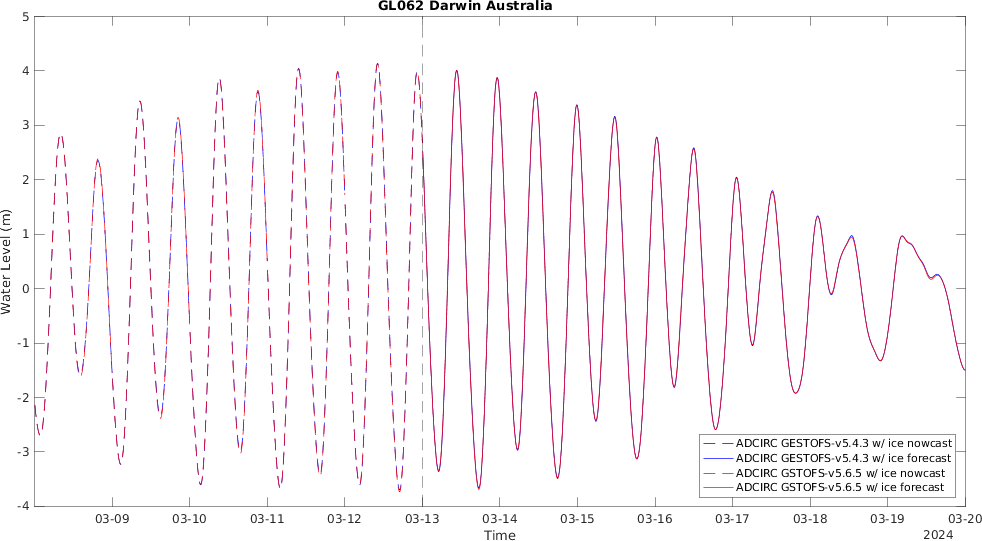 GL062 Darwin Australia
5
4
3
2
1
0
-1
-2
-3
-4
Water Level (m)
ADCIRC GESTOFS-v5.4.3 w/ ice nowcast
ADCIRC GESTOFS-v5.4.3 w/ ice forecast
ADCIRC GSTOFS-v5.6.5 w/ ice nowcast
ADCIRC GSTOFS-v5.6.5 w/ ice forecast
03-09 03-10 03-11 03-12 03-13 03-14 03-15 03-16 03-17 03-18 03-19 03-20
Time
2024